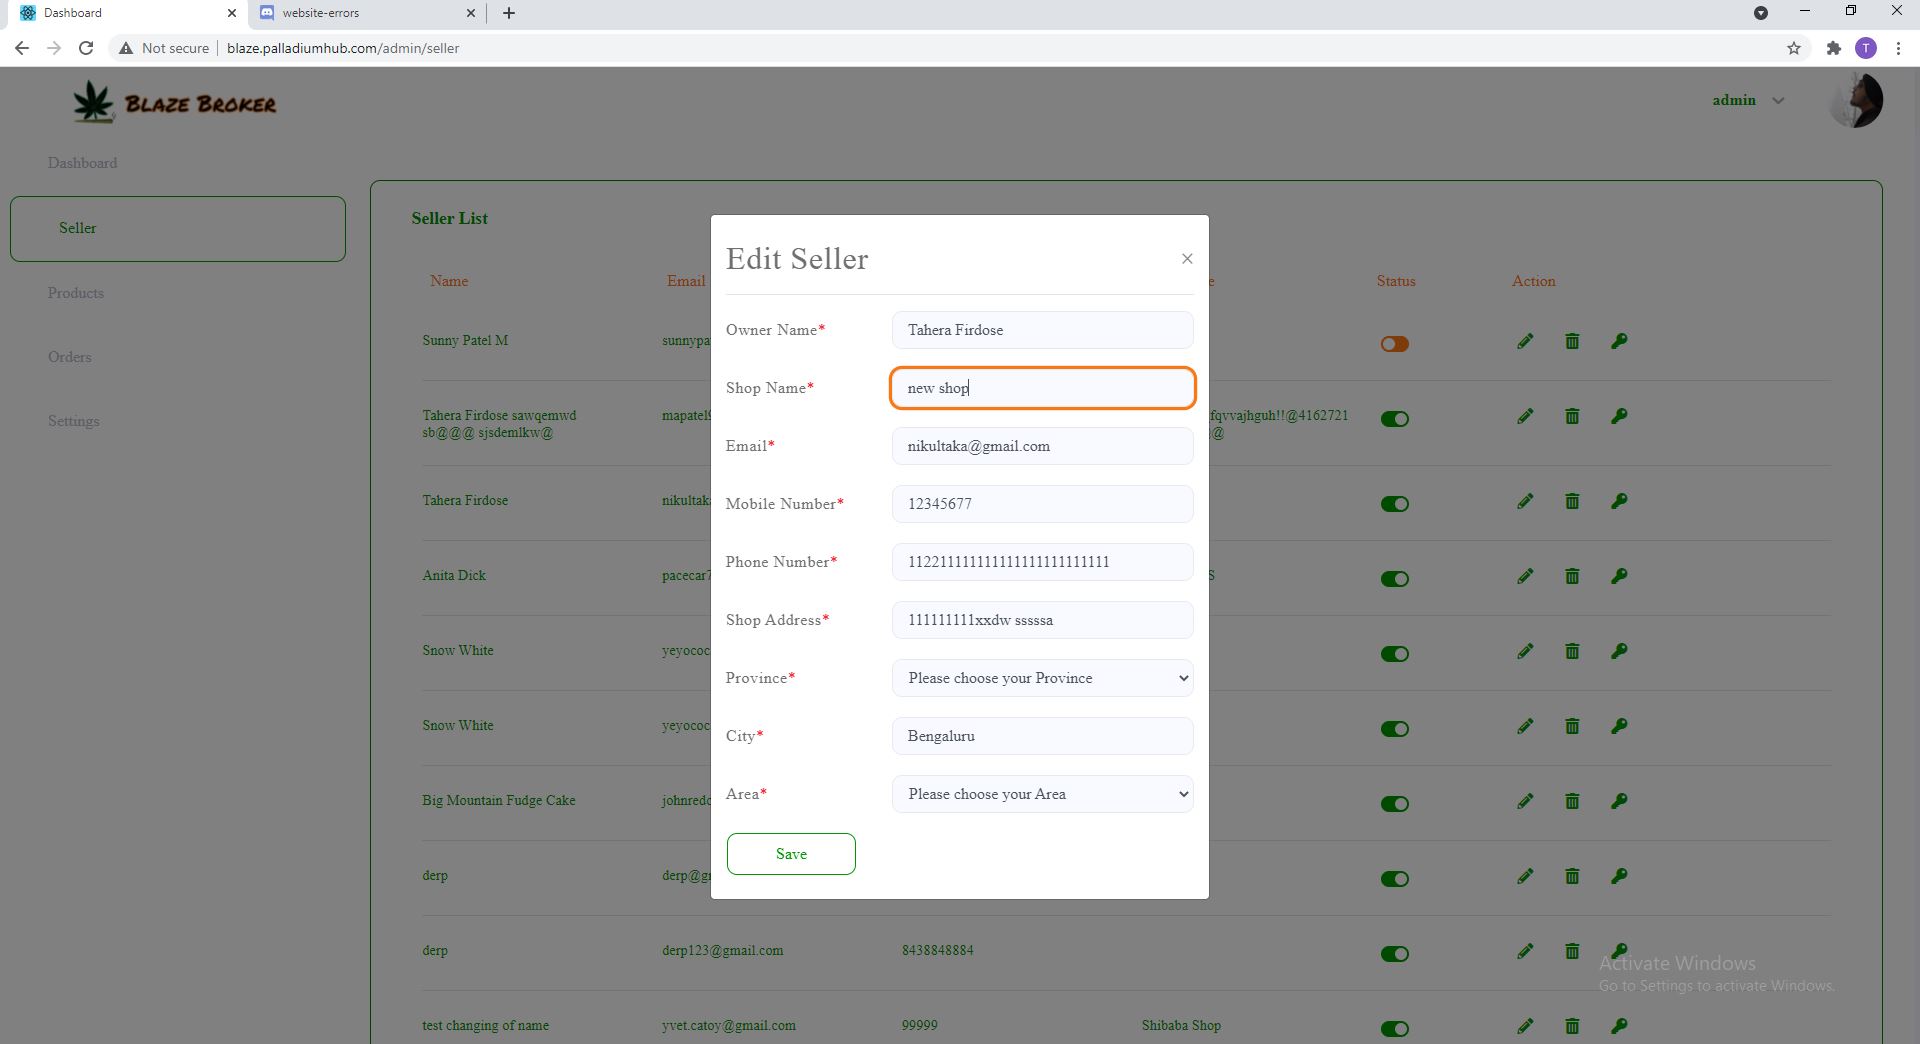 Dashboard
website-errors
Not secure
blaze.palladiumhub.com/admin/seller
T
BLAZE BROKER
admin
Dashboard
Seller
Products
Orders
Settings
Seller List
Name Email Status Action
Sunny Patel M sunnypa
Tahera Firdose sawqemwd mapatel fqvvajhguh!!@4162721
sb@@@ sjsdemlkw@ @
Tahera Firdose nikultak
Anita Dick pacecar7 S
Snow White yeyococ
Snow White yeyococ
Big Mountain Fudge Cake johnredc
derp derp@g
derp derp123@gmail.com 8438848884
test changing of name yvet.catoy@gmail.com 99999 Shibaba Shop
Edit Seller
×
Owner Name* Tahera Firdose
Shop Name* new shop
Email* nikultaka@gmail.com
Mobile Number* 12345677
Phone Number*
Shop Address* 111111111xxdw sssssa
Province* Please choose your Province
City* Bengaluru
Area* Please choose your Area
Save
Activate Windows
Go to Settings to activate Windows.